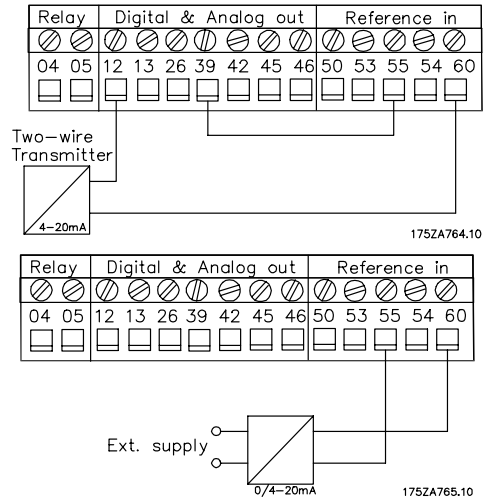 Relay Digital & Analog out Reference in
04 05 12 13 26 39 42 45 46 50 53 55 54 60
Two-wire
Transmitter
4-20mA
175ZA764.10
Relay Digital & Analog out Reference in
04 05 12 13 26 39 42 45 46 50 53 55 54 60
Ext. supply
0/4-20mA
175ZA765.10